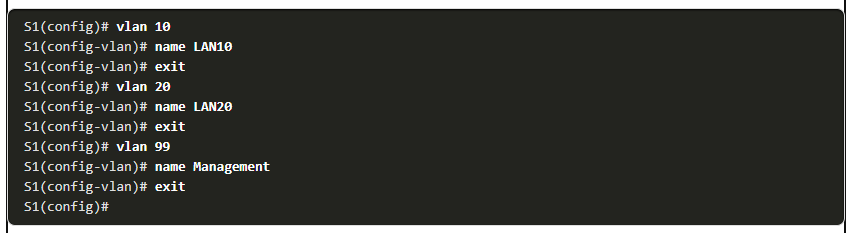 S1(config)# vlan 10
S1(config-vlan)# name LAN10
S1(config-vlan)# exit
S1(config)# vlan 20
S1(config-vlan)# name LAN20
S1(config-vlan)# exit
S1(config)# vlan 99
S1(config-vlan)# name Management
S1(config-vlan)# exit
S1(config)#